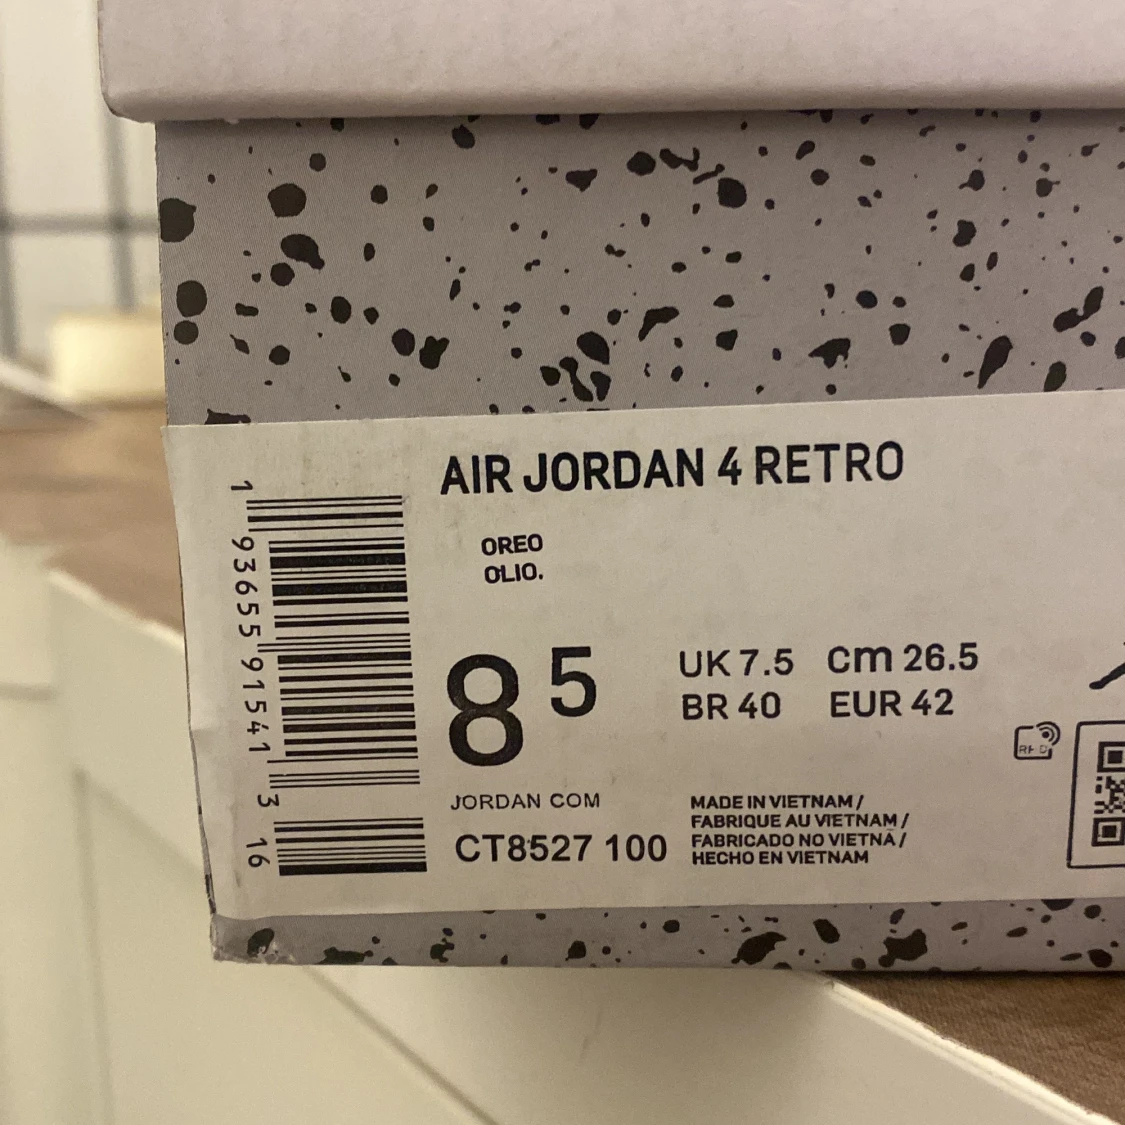 AIR JORDAN 4 RETRO
OREO
OLIO.
8 5
UK 7.5 cm 26.5
BR 40 EUR 42
RFID
JORDAN COM
CT8527 100
MADE IN VIETNAM /
FABRIQUE AU VIETNAM /
FABRICADO NO VIETNÃ /
HECHO EN VIETNAM
1 93655 91541 3 16